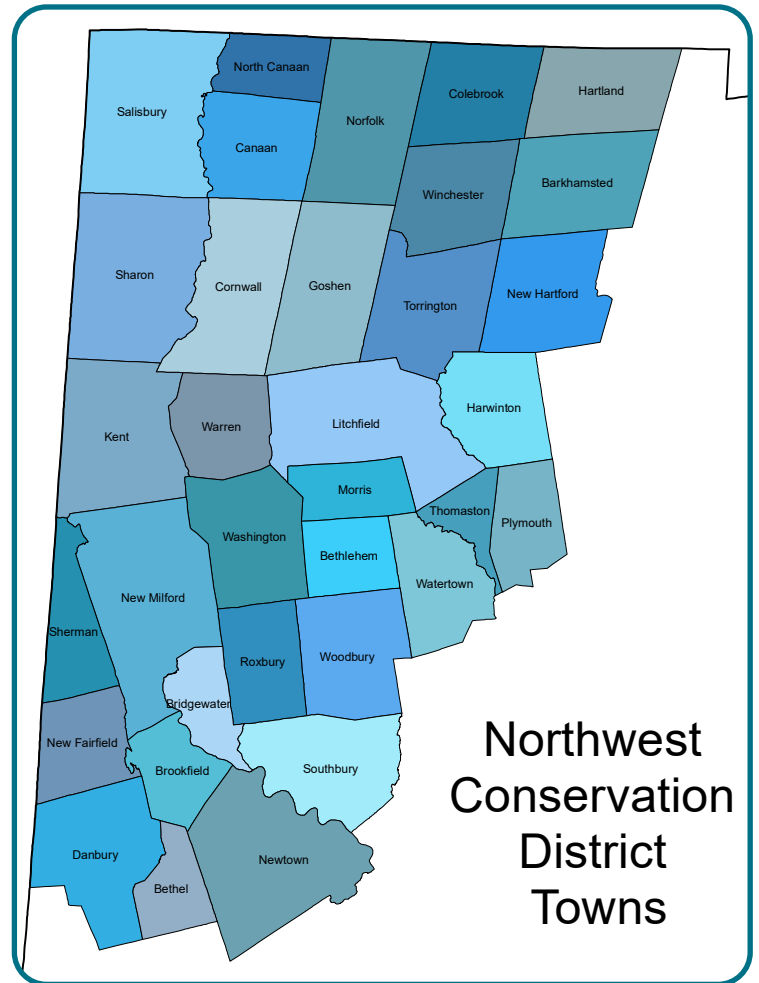 North Canaan
Colebrook
Hartland
Salisbury
Norfolk
Canaan
Barkhamsted
Winchester
Sharon
Cornwall
Goshen
New Hartford
Torrington
Harwinton
Litchfield
Warren
Kent
Morris
Thomaston
Plymouth
Washington
Bethlehem
Watertown
New Milford
Sherman
Woodbury
Roxbury
Bridgewater
New Fairfield
Brookfield
Southbury
Danbury
Newtown
Bethel
Northwest
Conservation
District
Towns